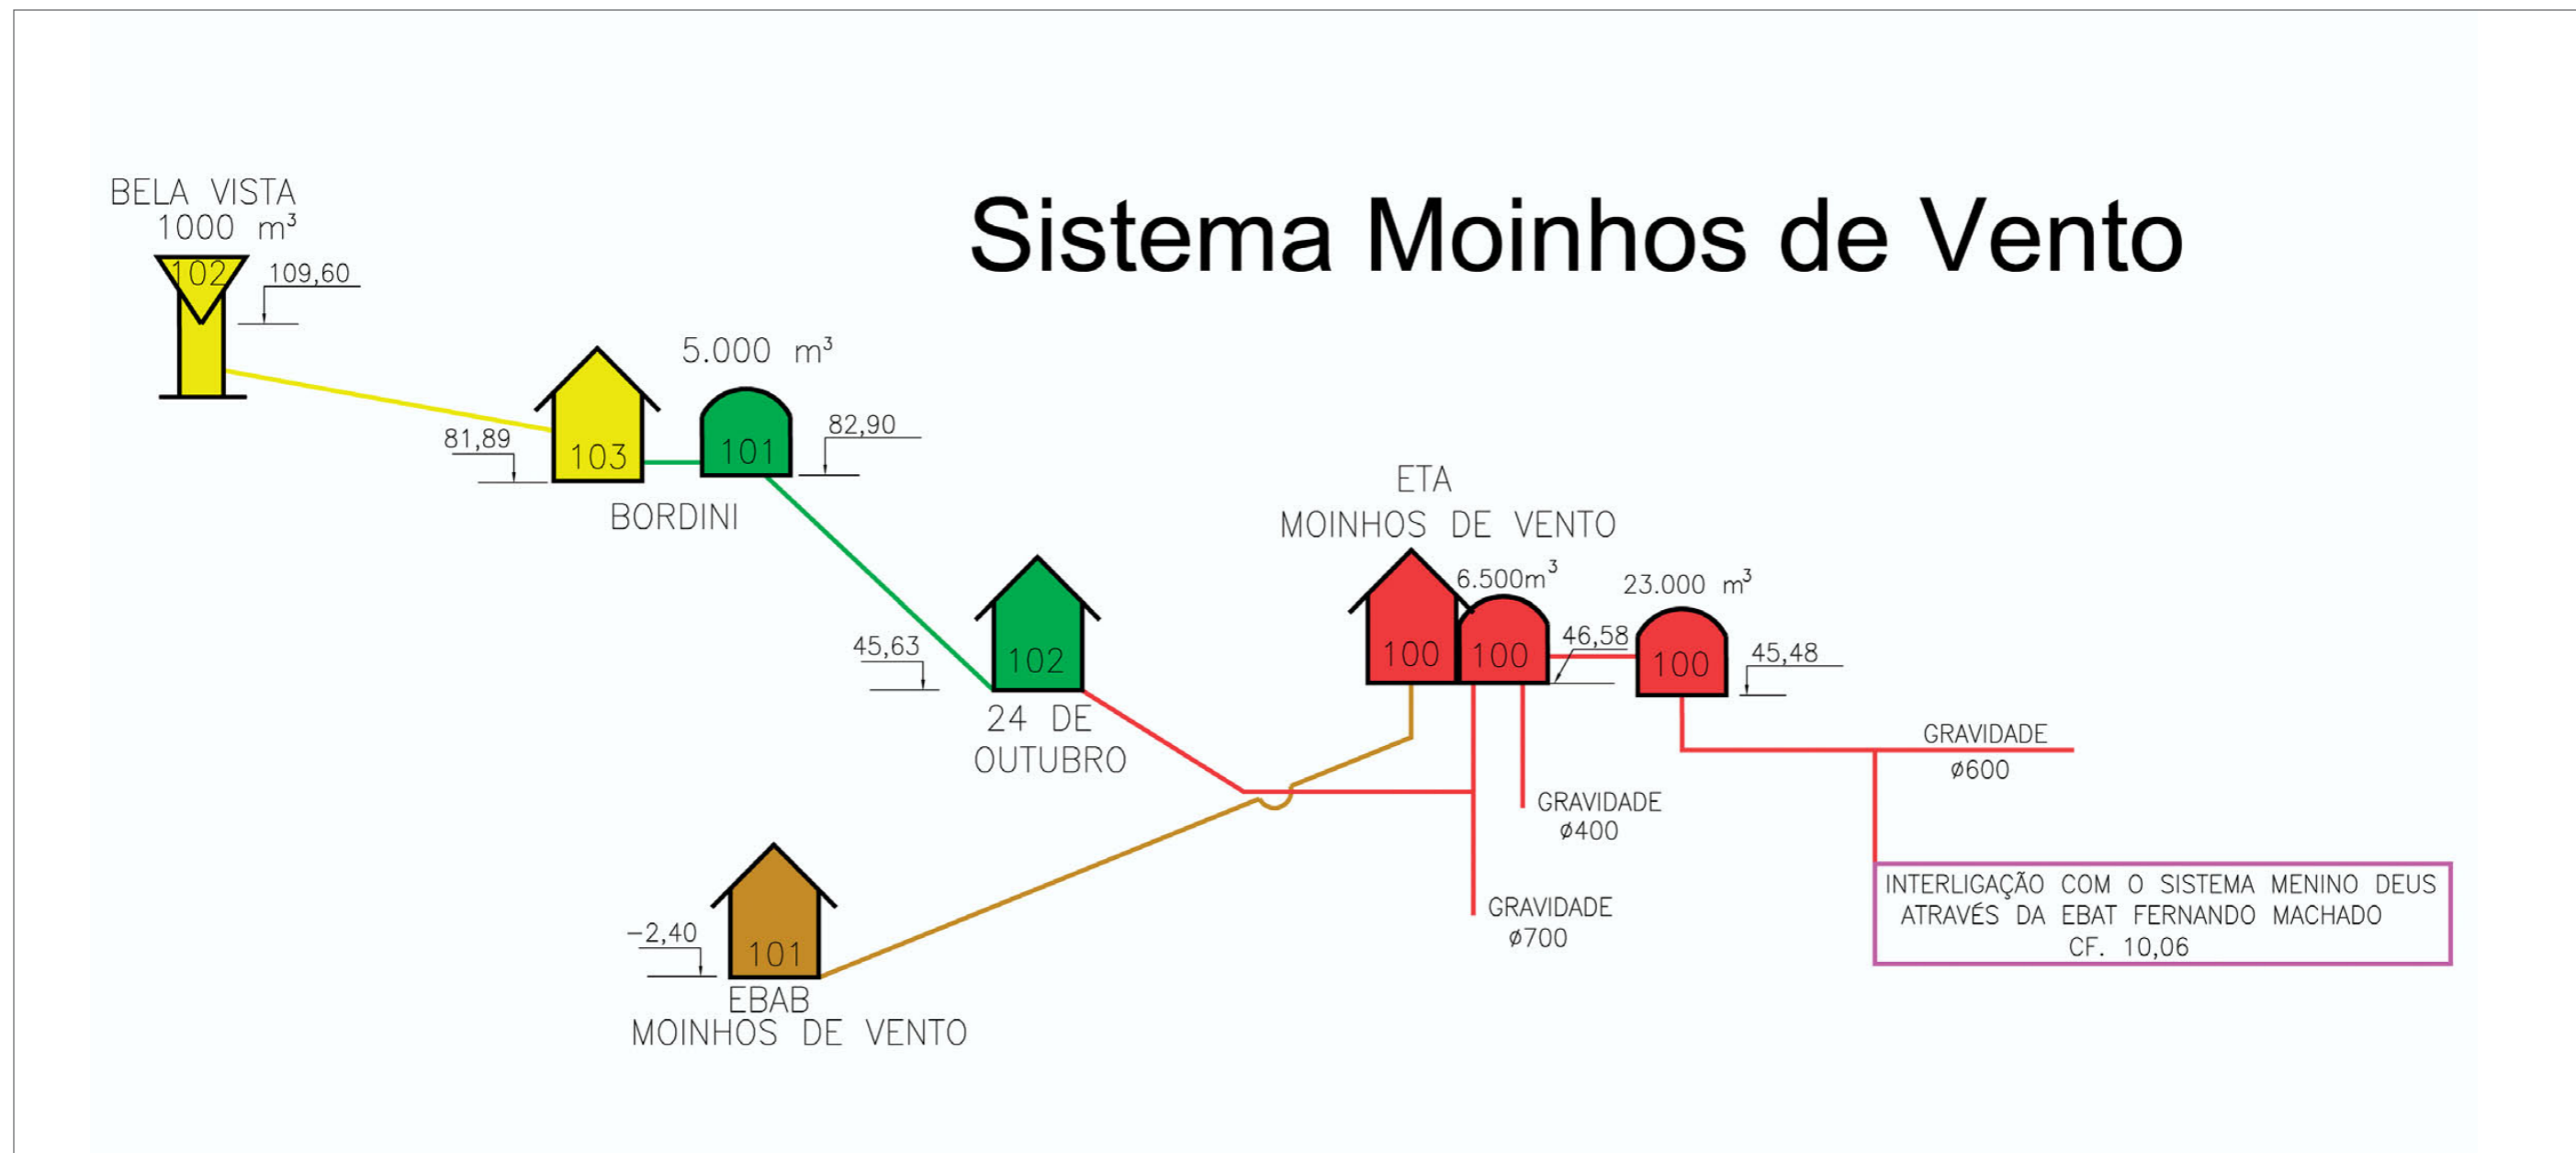 Sistema Moinhos de Vento
BELA VISTA
1000 m³
102
109,60
5.000 m³
81,89
103
101
82,90
BORDINI
ETA
MOINHOS DE VENTO
6.500m³
23.000 m³
45,63
102
100
100
46,58
100
45,48
24 DE
OUTUBRO
GRAVIDADE
ø600
GRAVIDADE
ø400
GRAVIDADE
ø700
INTERLIGAÇÃO COM O SISTEMA MENINO DEUS
ATRAVÉS DA EBAT FERNANDO MACHADO
CF. 10,06
-2,40
101
EBAB
MOINHOS DE VENTO